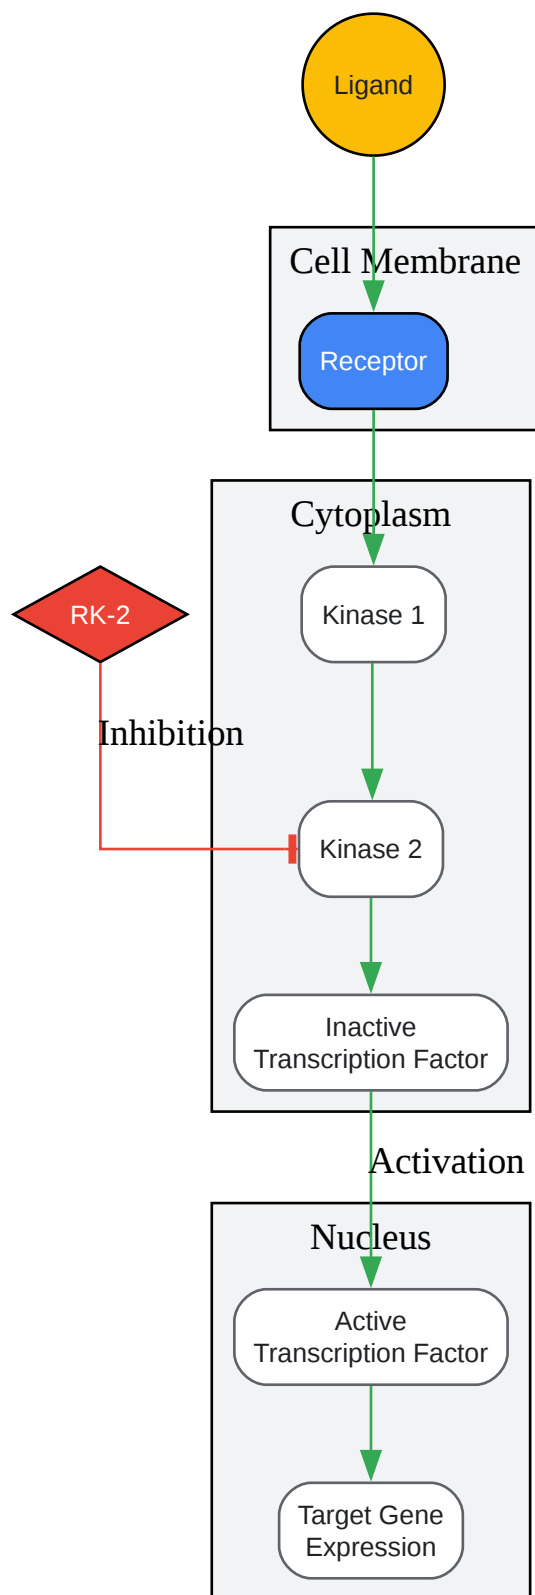 Ligand
Cell Membrane
Receptor
Cytoplasm
RK-2
Kinase 1
Inhibition
Kinase 2
Inactive
Transcription Factor
Activation
Nucleus
Active
Transcription Factor
Target Gene
Expression